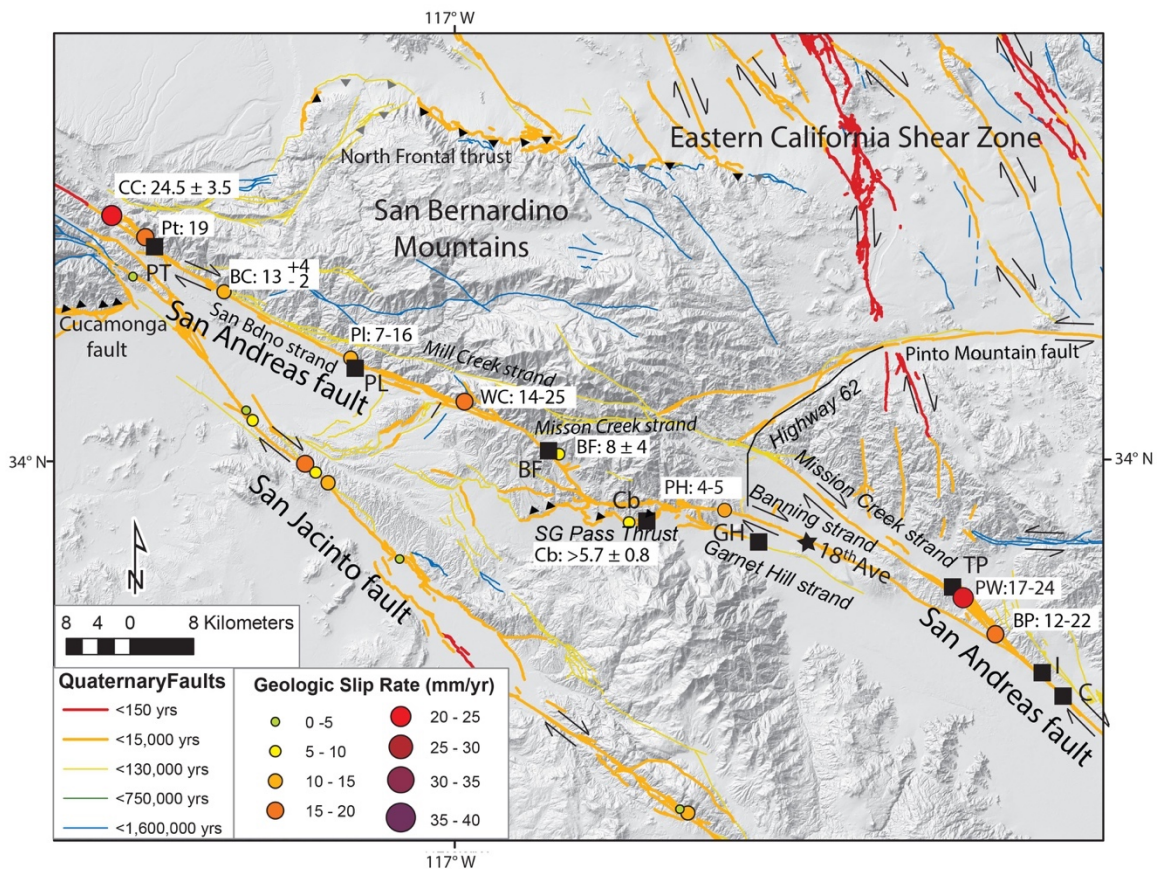 117° W
Eastern California Shear Zone
North Frontal thrust
CC: 24.5 ± 3.5
San Bernardino
Mountains
Pt: 19
PT
BC: 13 +4
- 2
Cucamonga
fault
San Bdno strand
San Andreas fault
Pl: 7-16
PL
Mill Creek strand
Pinto Mountain fault
Highway 62
WC: 14-25
Misson Creek strand
34° N
BF: 8 ± 4
BF
34° N
PH: 4-5
Mission Creek strand
Banning strand
Cb
SG Pass Thrust
Cb: >5.7 ± 0.8
GH
18th Ave
Garnet Hill strand
San Jacinto fault
TP
PW:17-24
BP: 12-22
San Andreas fault
I
C
N
8 0 8 Kilometers
QuaternaryFaults
<150 yrs
<15,000 yrs
<130,000 yrs
<750,000 yrs
<1,600,000 yrs
Geologic Slip Rate (mm/yr)
0 -5
5 - 10
10 - 15
15 - 20
20 - 25
25 - 30
30 - 35
35 - 40
117° W